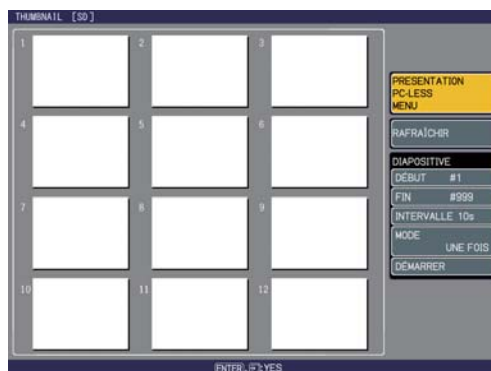 THUMBNAIL [SD]
1
2
3
4
5
6
7
8
9
10
11
12
PRESENTATION
PC-LESS
MENU
RAFRAÎCHIR
DIAPOSITIVE
DÉBUT #1
FIN #999
INTERVALLE 10s
MODE
UNE FOIS
DÉMARRER
ENTER, :YES